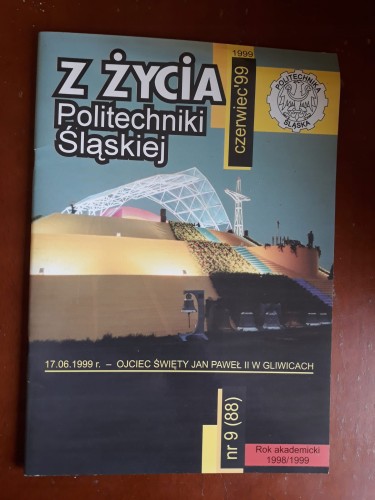 Z ŻYCIA
Politechniki
Śląskiej
1999
czerwiec'99
POLITECHNIKA
ŚLĄSKA
17.06.1999 r. – OJCIEC ŚWIĘTY JAN PAWEŁ II W GLIWICACH
nr 9 (88)
Rok akademicki
1998/1999